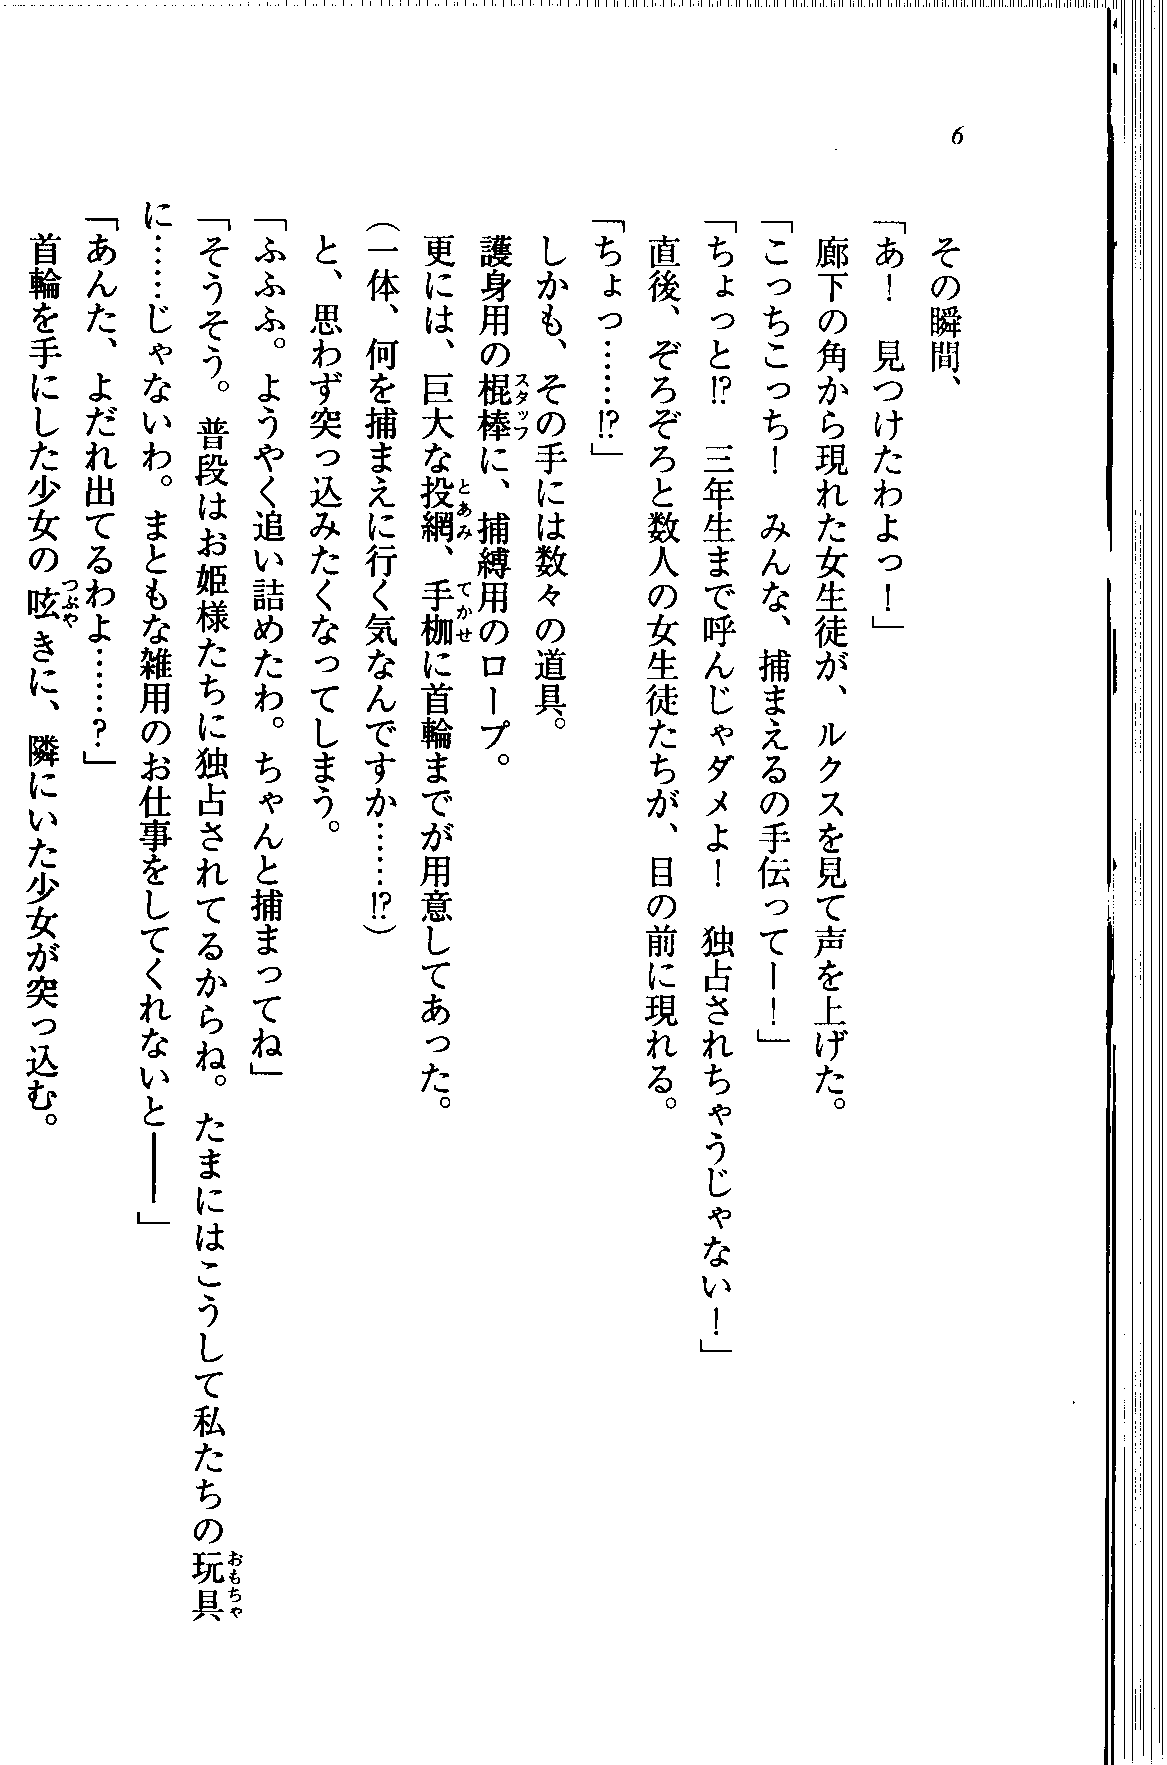 6
その瞬間、
「あ！　見つけたわよっ！」
廊下の角から現れた女生徒が、ルクスを見て声を上げた。
「こっちこっち！　みんな、捕まえるの手伝ってー！」
「ちょっと!?　三年生まで呼んじゃダメよ！　独占されちゃうじゃない！」
直後、ぞろぞろと数人の女生徒たちが、目の前に現れる。
「ちょっ……!?」
しかも、その手には数々の道具。
護身用の棍棒スタッフに、捕縛用のロープ。
更には、巨大な投網とあみ、手枷てかせに首輪までが用意してあった。
（一体、何を捕まえに行く気なんですか……!?）
と、思わず突っ込みたくなってしまう。
「ふふふ。ようやく追い詰めたわ。ちゃんと捕まってね」
「そうそう。普段はお姫様たちに独占されてるからね。たまにはこうして私たちの玩具おもちゃ
に……じゃないわ。まともな雑用のお仕事をしてくれないと――」
「あんた、よだれ出てるわよ……？」
首輪を手にした少女の呟つぶやきに、隣にいた少女が突っ込む。